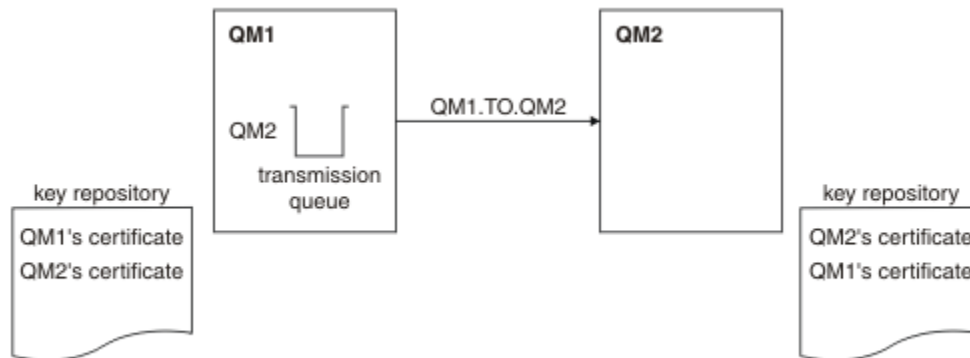 QM1
QM2
QM1.TO.QM2
QM2
transmission
queue
key repository
QM1's certificate
QM2's certificate
key repository
QM2's certificate
QM1's certificate